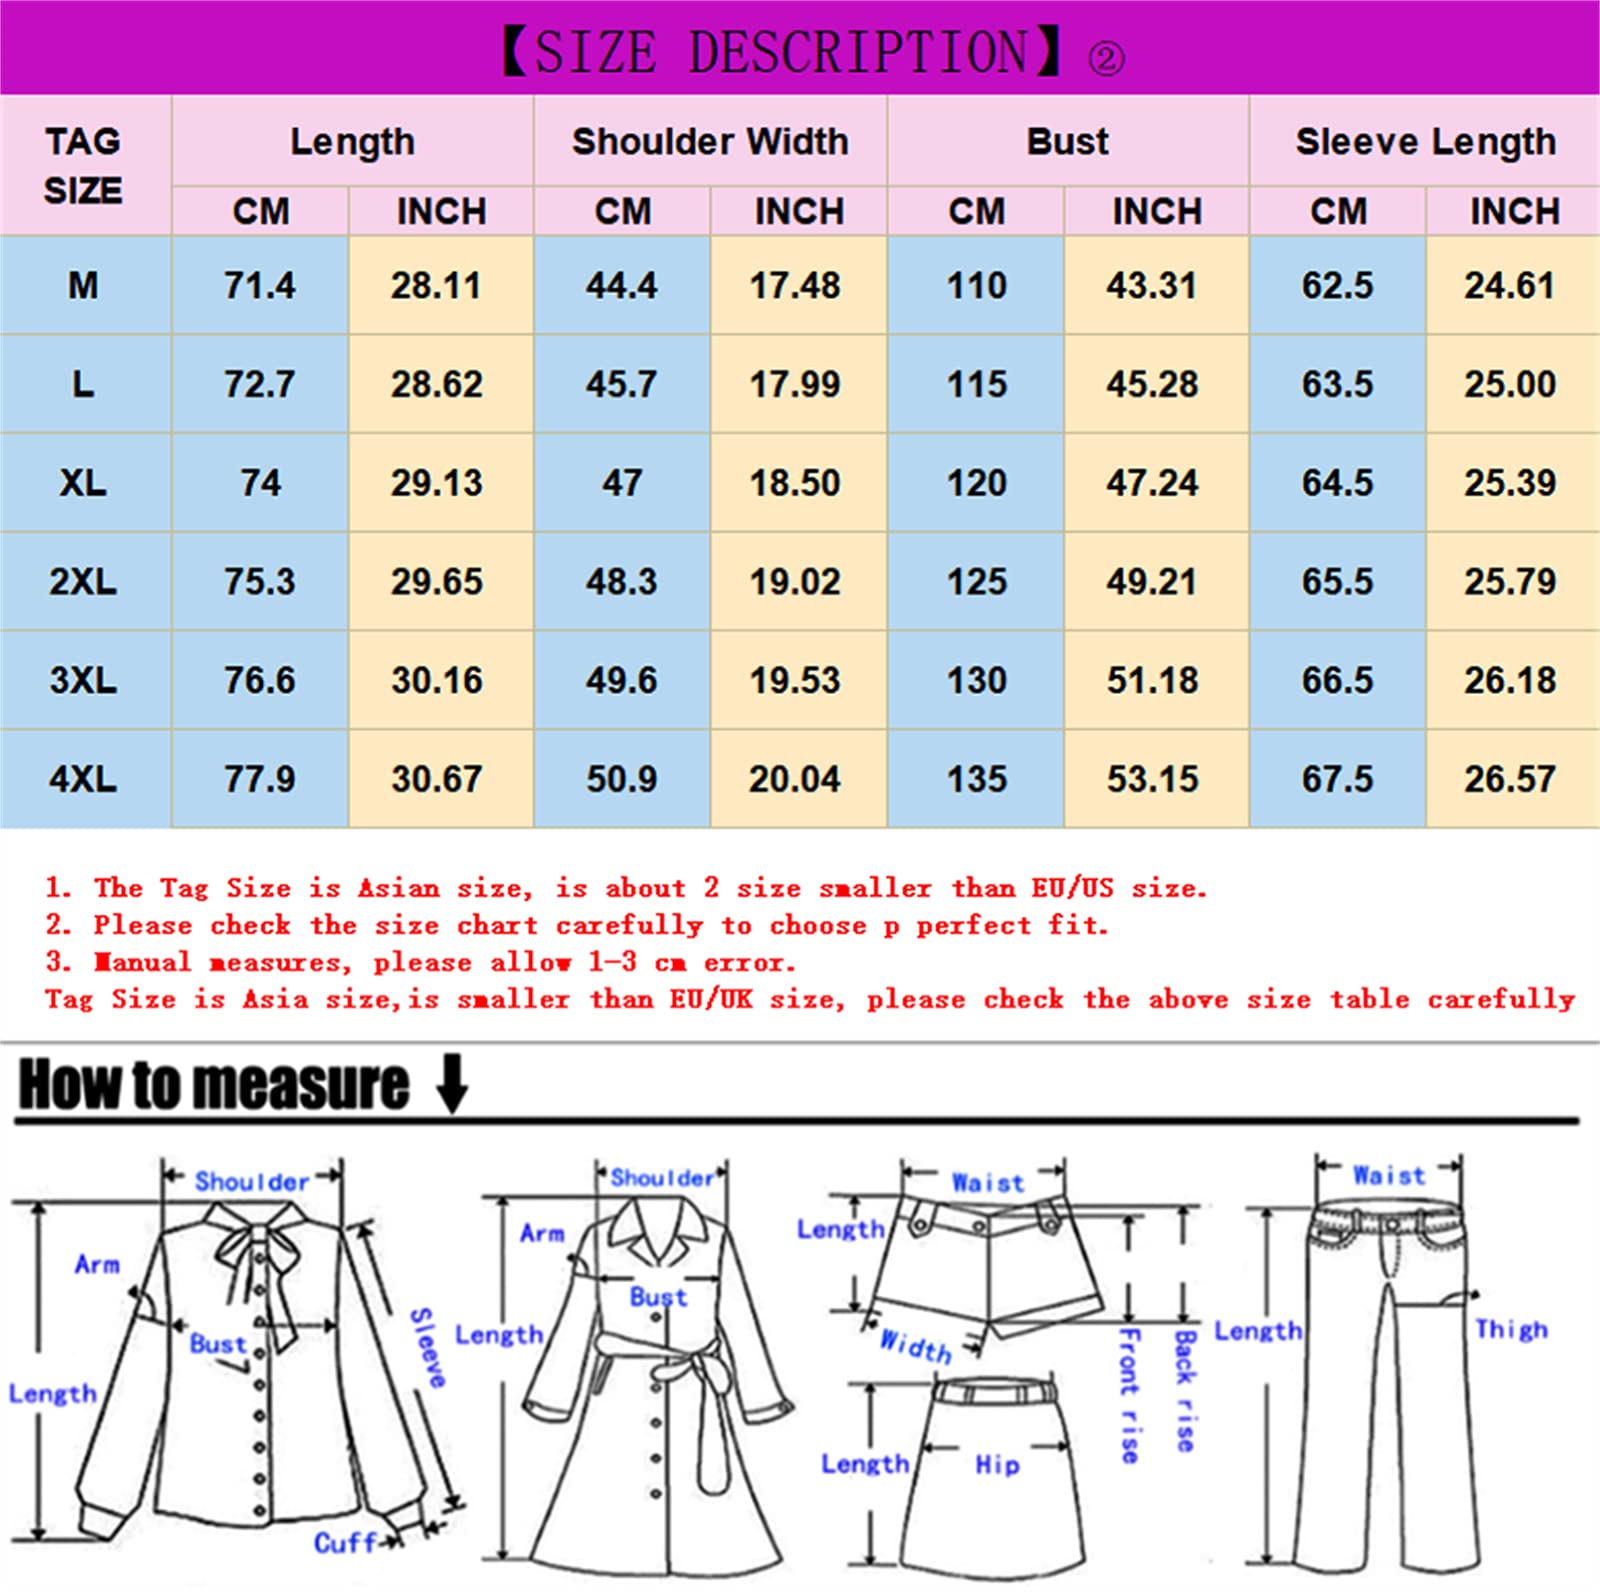 【SIZE DESCRIPTION】②
TAG SIZE Length Shoulder Width Bust Sleeve Length
CM INCH CM INCH CM INCH CM INCH
M 71.4 28.11 44.4 17.48 110 43.31 62.5 24.61
L 72.7 28.62 45.7 17.99 115 45.28 63.5 25.00
XL 74 29.13 47 18.50 120 47.24 64.5 25.39
2XL 75.3 29.65 48.3 19.02 125 49.21 65.5 25.79
3XL 76.6 30.16 49.6 19.53 130 51.18 66.5 26.18
4XL 77.9 30.67 50.9 20.04 135 53.15 67.5 26.57
1. The Tag Size is Asian size, is about 2 size smaller than EU/US size.
2. Please check the size chart carefully to choose p perfect fit.
3. Manual measures, please allow 1-3 cm error.
Tag Size is Asia size,is smaller than EU/UK size, please check the above size table carefully
How to measure
Shoulder
Arm
Bust
Sleeve
Length
Cuff
Shoulder
Arm
Bust
Length
Waist
Length
Width
Front rise
Back rise
Length
Hip
Waist
Length
Thigh